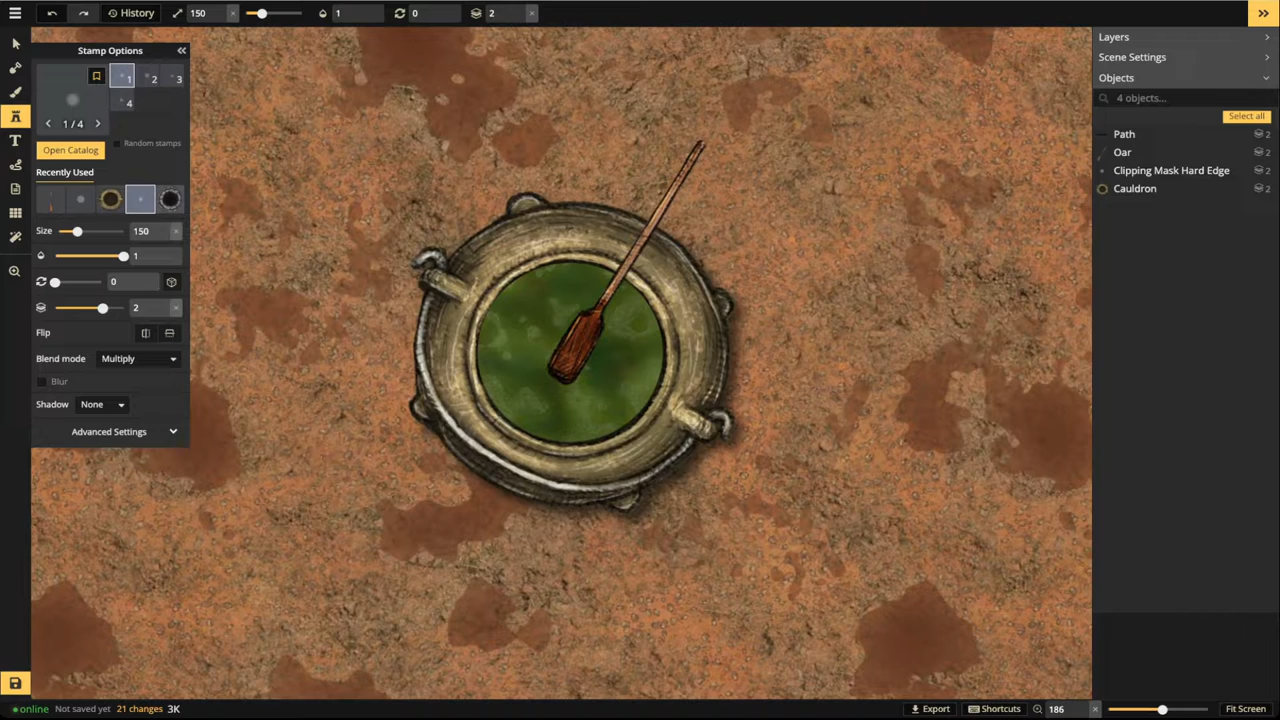 History 150 × 1 0 2 ×
Stamp Options
1 2 3
4
1 / 4
Open Catalog Random stamps
Recently Used
Size 150 ×
1
0
2 ×
Flip
Blend mode Multiply
Blur
Shadow None
Advanced Settings
Layers
Scene Settings
Objects
4 objects...
Select all
Path 2
Oar 2
Clipping Mask Hard Edge 2
Cauldron 2
online Not saved yet 21 changes 3K Export Shortcuts 186 × Fit Screen